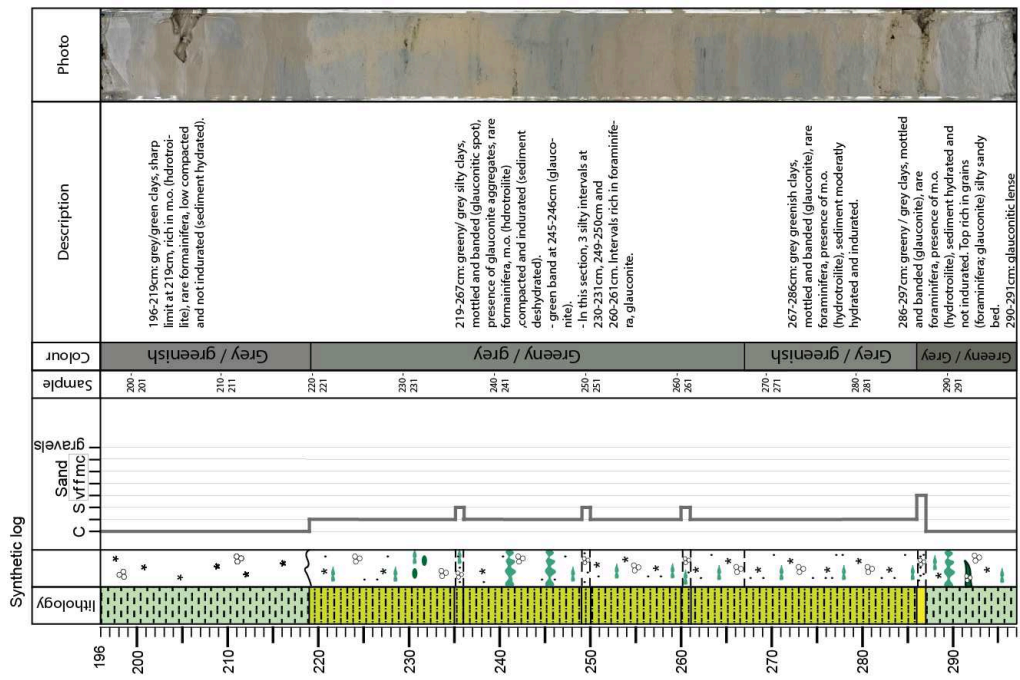 Photo
Description
196-219cm: grey/green clays, sharp
limit at 219cm, rich in m.o. (hdrotroi-
lite), rare formainifera, low compacted
and not indurated (sediment hydrated).
219-267cm: greeny/ grey silty clays,
mottled and banded (glauconitic spot),
presence of glauconite aggregates, rare
formainifera, m.o. (hidrotroilite)
,compacted and indurated (sediment
deshydrated).
- green band at 245-246cm (glauco-
nite).
- In this section, 3 silty intervals at
230-231cm, 249-250cm and
260-261cm. Intervals rich in foraminife-
ra, glauconite.
267-286cm: grey greenish clays,
mottled and banded (glauconite), rare
foraminifera, presence of m.o.
(hydrotroilite), sediment moderatly
hydrated and indurated.
286-297cm: greeny / grey clays, mottled
and banded (glauconite), rare
foraminifera, presence of m.o.
(hydrotroilite), sediment hydrated and
not indurated. Top rich in grains
(foraminifera; glauconite) silty sandy
bed.
290-291cm: glauconitic lense
Colour
Grey / greenish
Greeny / grey
Grey / greenish
Greeny / Grey
Sample
200 -
201
210 -
211
220 -
221
230 -
231
240 -
241
250 -
251
260 -
261
270 -
271
280 -
281
290 -
291
Synthetic log
gravels
Sand
C S vf f m c
lithology
196
200
210
220
230
240
250
260
270
280
290